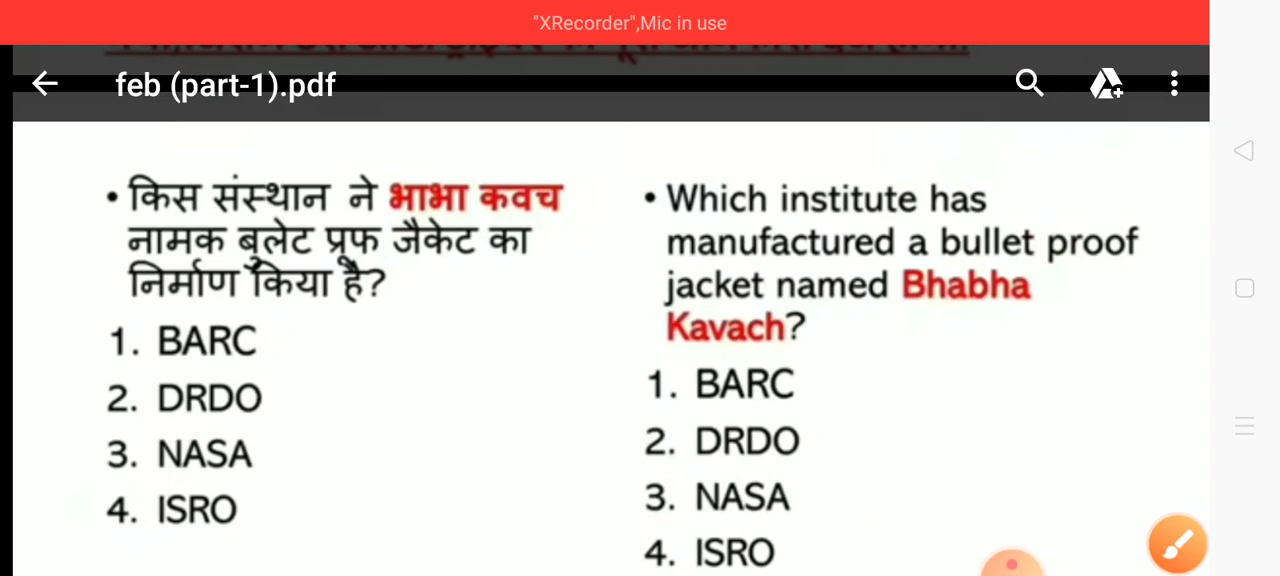 "XRecorder",Mic in use
feb (part-1).pdf
• किस संस्थान ने भाभा कवच
नामक बुलेट प्रूफ जैकेट का
निर्माण किया है?
1. BARC
2. DRDO
3. NASA
4. ISRO
• Which institute has
manufactured a bullet proof
jacket named Bhabha
Kavach?
1. BARC
2. DRDO
3. NASA
4. ISRO